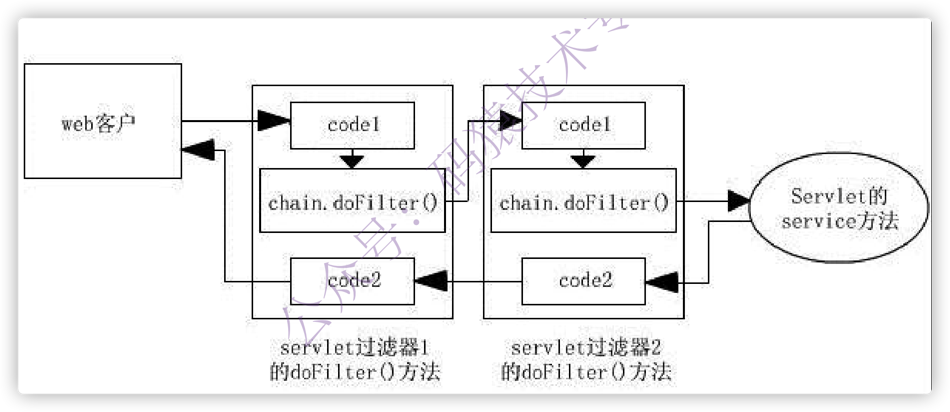 web客户
code1
chain.doFilter()
code2
servlet过滤器1
的doFilter()方法
code1
chain.doFilter()
code2
servlet过滤器2
的doFilter()方法
Servlet的
service方法
公众号：码猿技术专